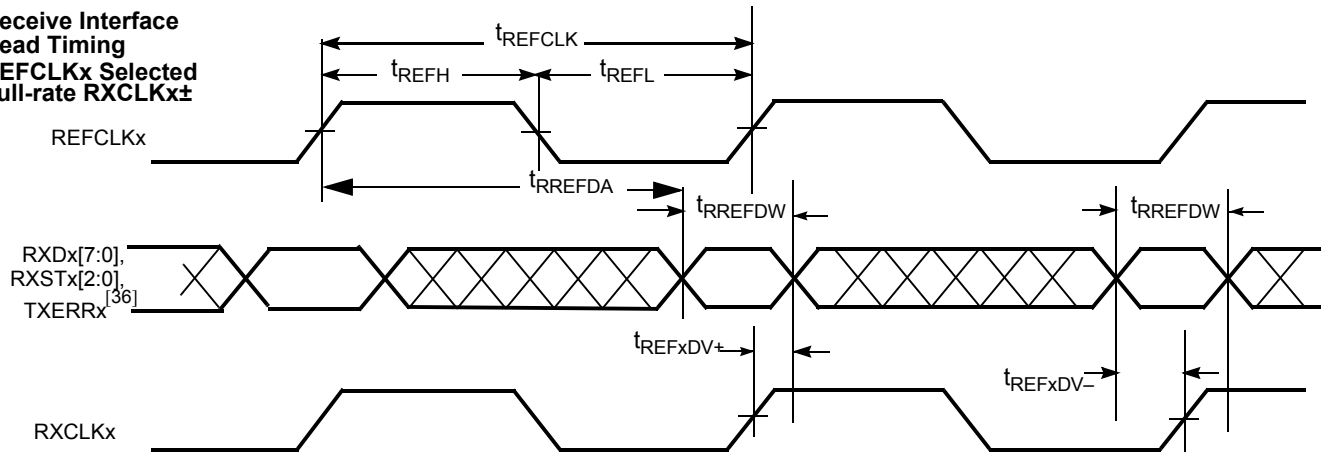 eceive Interface
ead Timing
EFCLKx Selected
ull-rate RXCLKx±
tREFCLK
tREFH
tREFL
REFCLKx
tRREFDA
tRREFDW
tRREFDW
RXDx[7:0],
RXSTx[2:0],
TXERRx[36]
tREFxDV+
tREFxDV–
RXCLKx